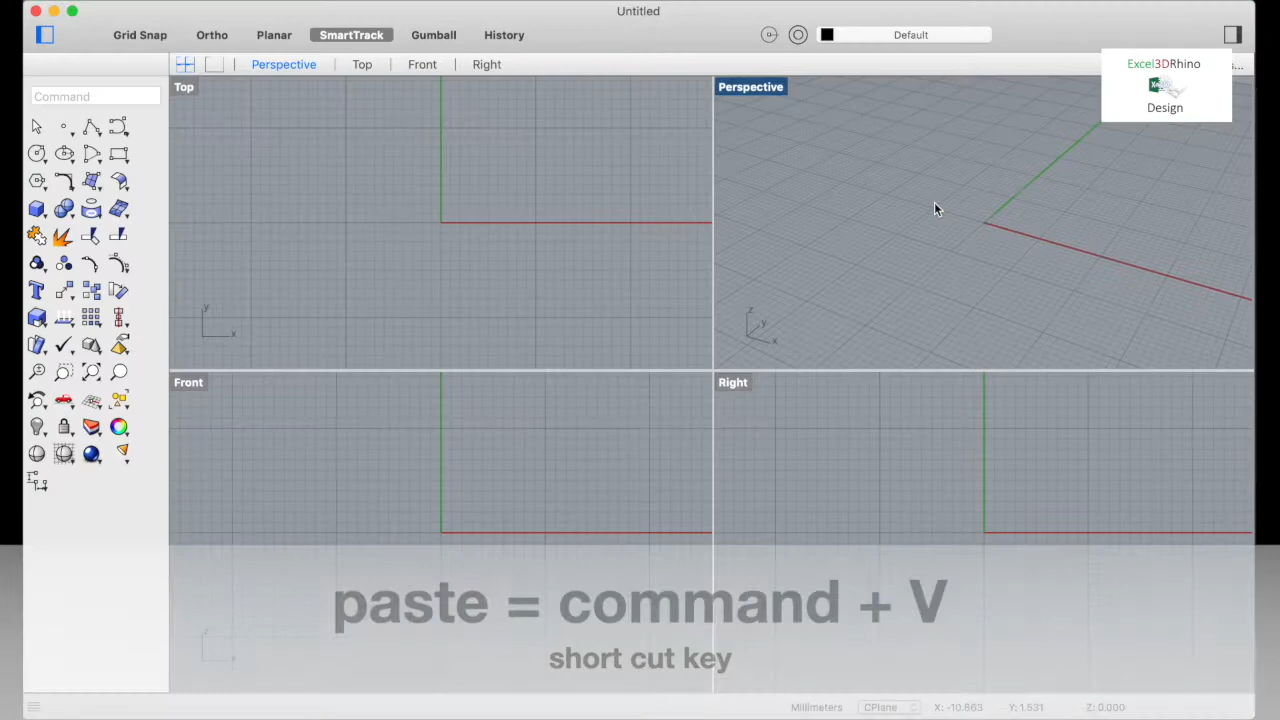 Untitled
Grid Snap
Ortho
Planar
SmartTrack
Gumball
History
Default
Perspective
Top
Front
Right
Excel3DRhino
Design
Command
Top
y
x
Perspective
z
y
x
Front
Right
paste = command + V
short cut key
Millimeters
CPlane
X: -10.863
Y: 1.531
Z: 0.000